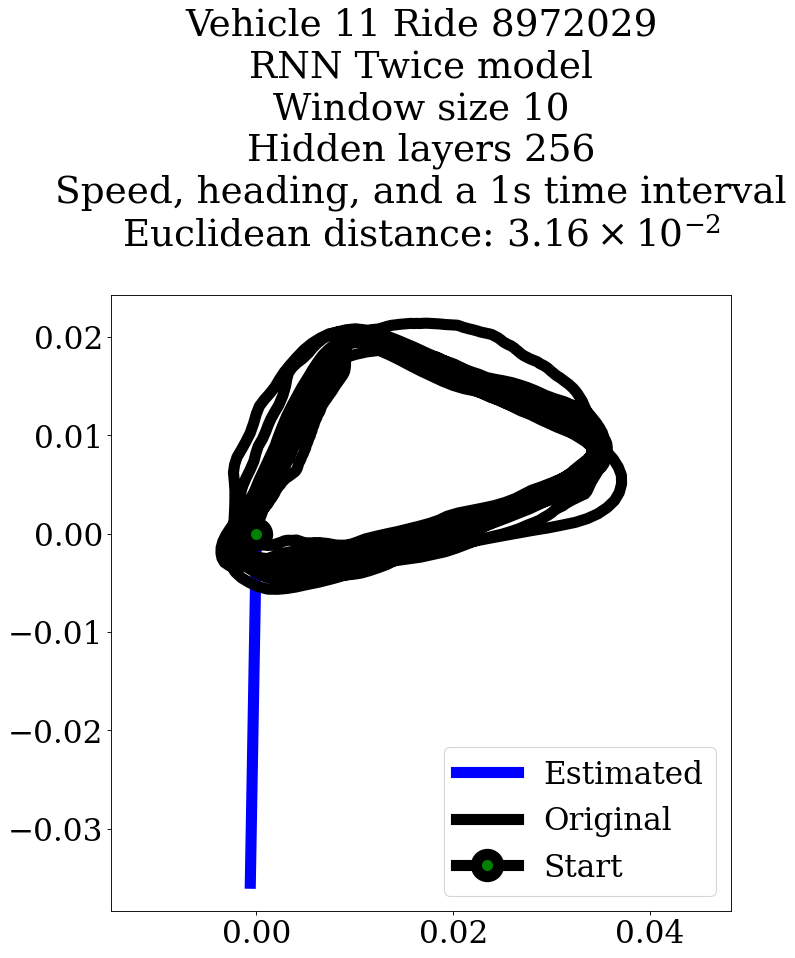 Vehicle 11 Ride 8972029
RNN Twice model
Window size 10
Hidden layers 256
Speed, heading, and a 1s time interval
Euclidean distance: 3.16 × 10⁻²
0.02
0.01
0.00
−0.01
−0.02
−0.03
Estimated
Original
Start
0.00 0.02 0.04